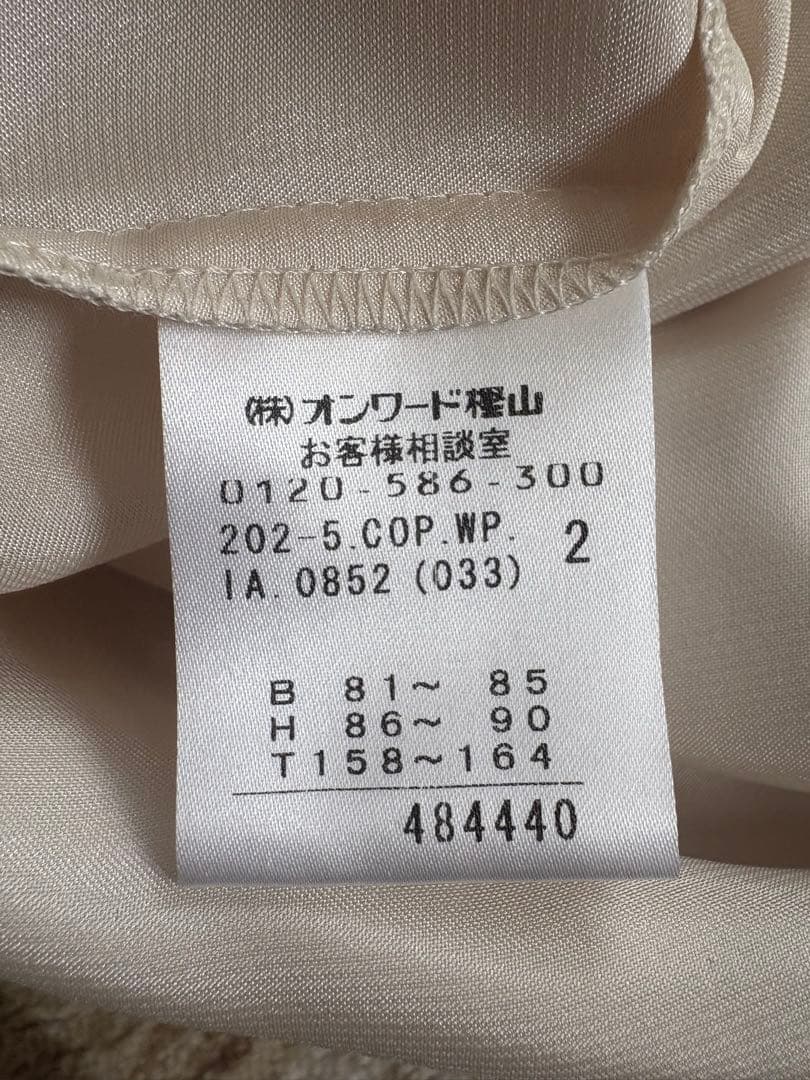 (株)オンワード樫山
お客様相談室
0120-586-300
202-5.COP.WP. 2
IA.0852 (033)
B 81~ 85
H 86~ 90
T158~164
484440